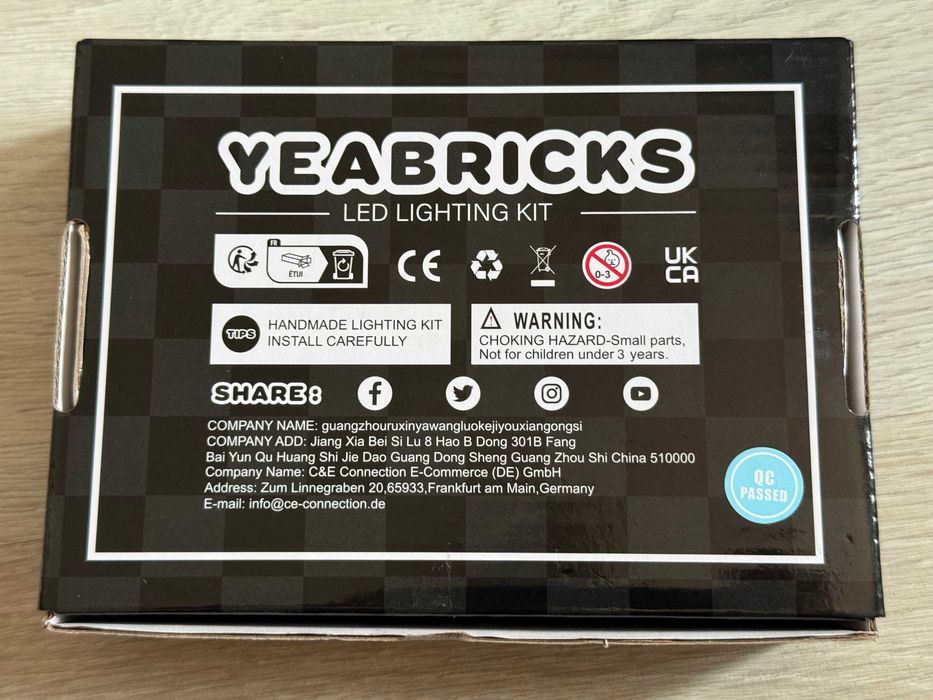 YEABRICKS
LED LIGHTING KIT
FR
ÉTUI
CE
0-3
UK
CA
TIPS
HANDMADE LIGHTING KIT
INSTALL CAREFULLY
WARNING:
CHOKING HAZARD-Small parts,
Not for children under 3 years.
SHARE:
COMPANY NAME: guangzhouruxinyawangluokejiyouxiangongsi
COMPANY ADD: Jiang Xia Bei Si Lu 8 Hao B Dong 301B Fang
Bai Yun Qu Huang Shi Jie Dao Guang Dong Sheng Guang Zhou Shi China 510000
Company Name: C&E Connection E-Commerce (DE) GmbH
Address: Zum Linnegraben 20,65933,Frankfurt am Main,Germany
E-mail: info@ce-connection.de
QC
PASSED